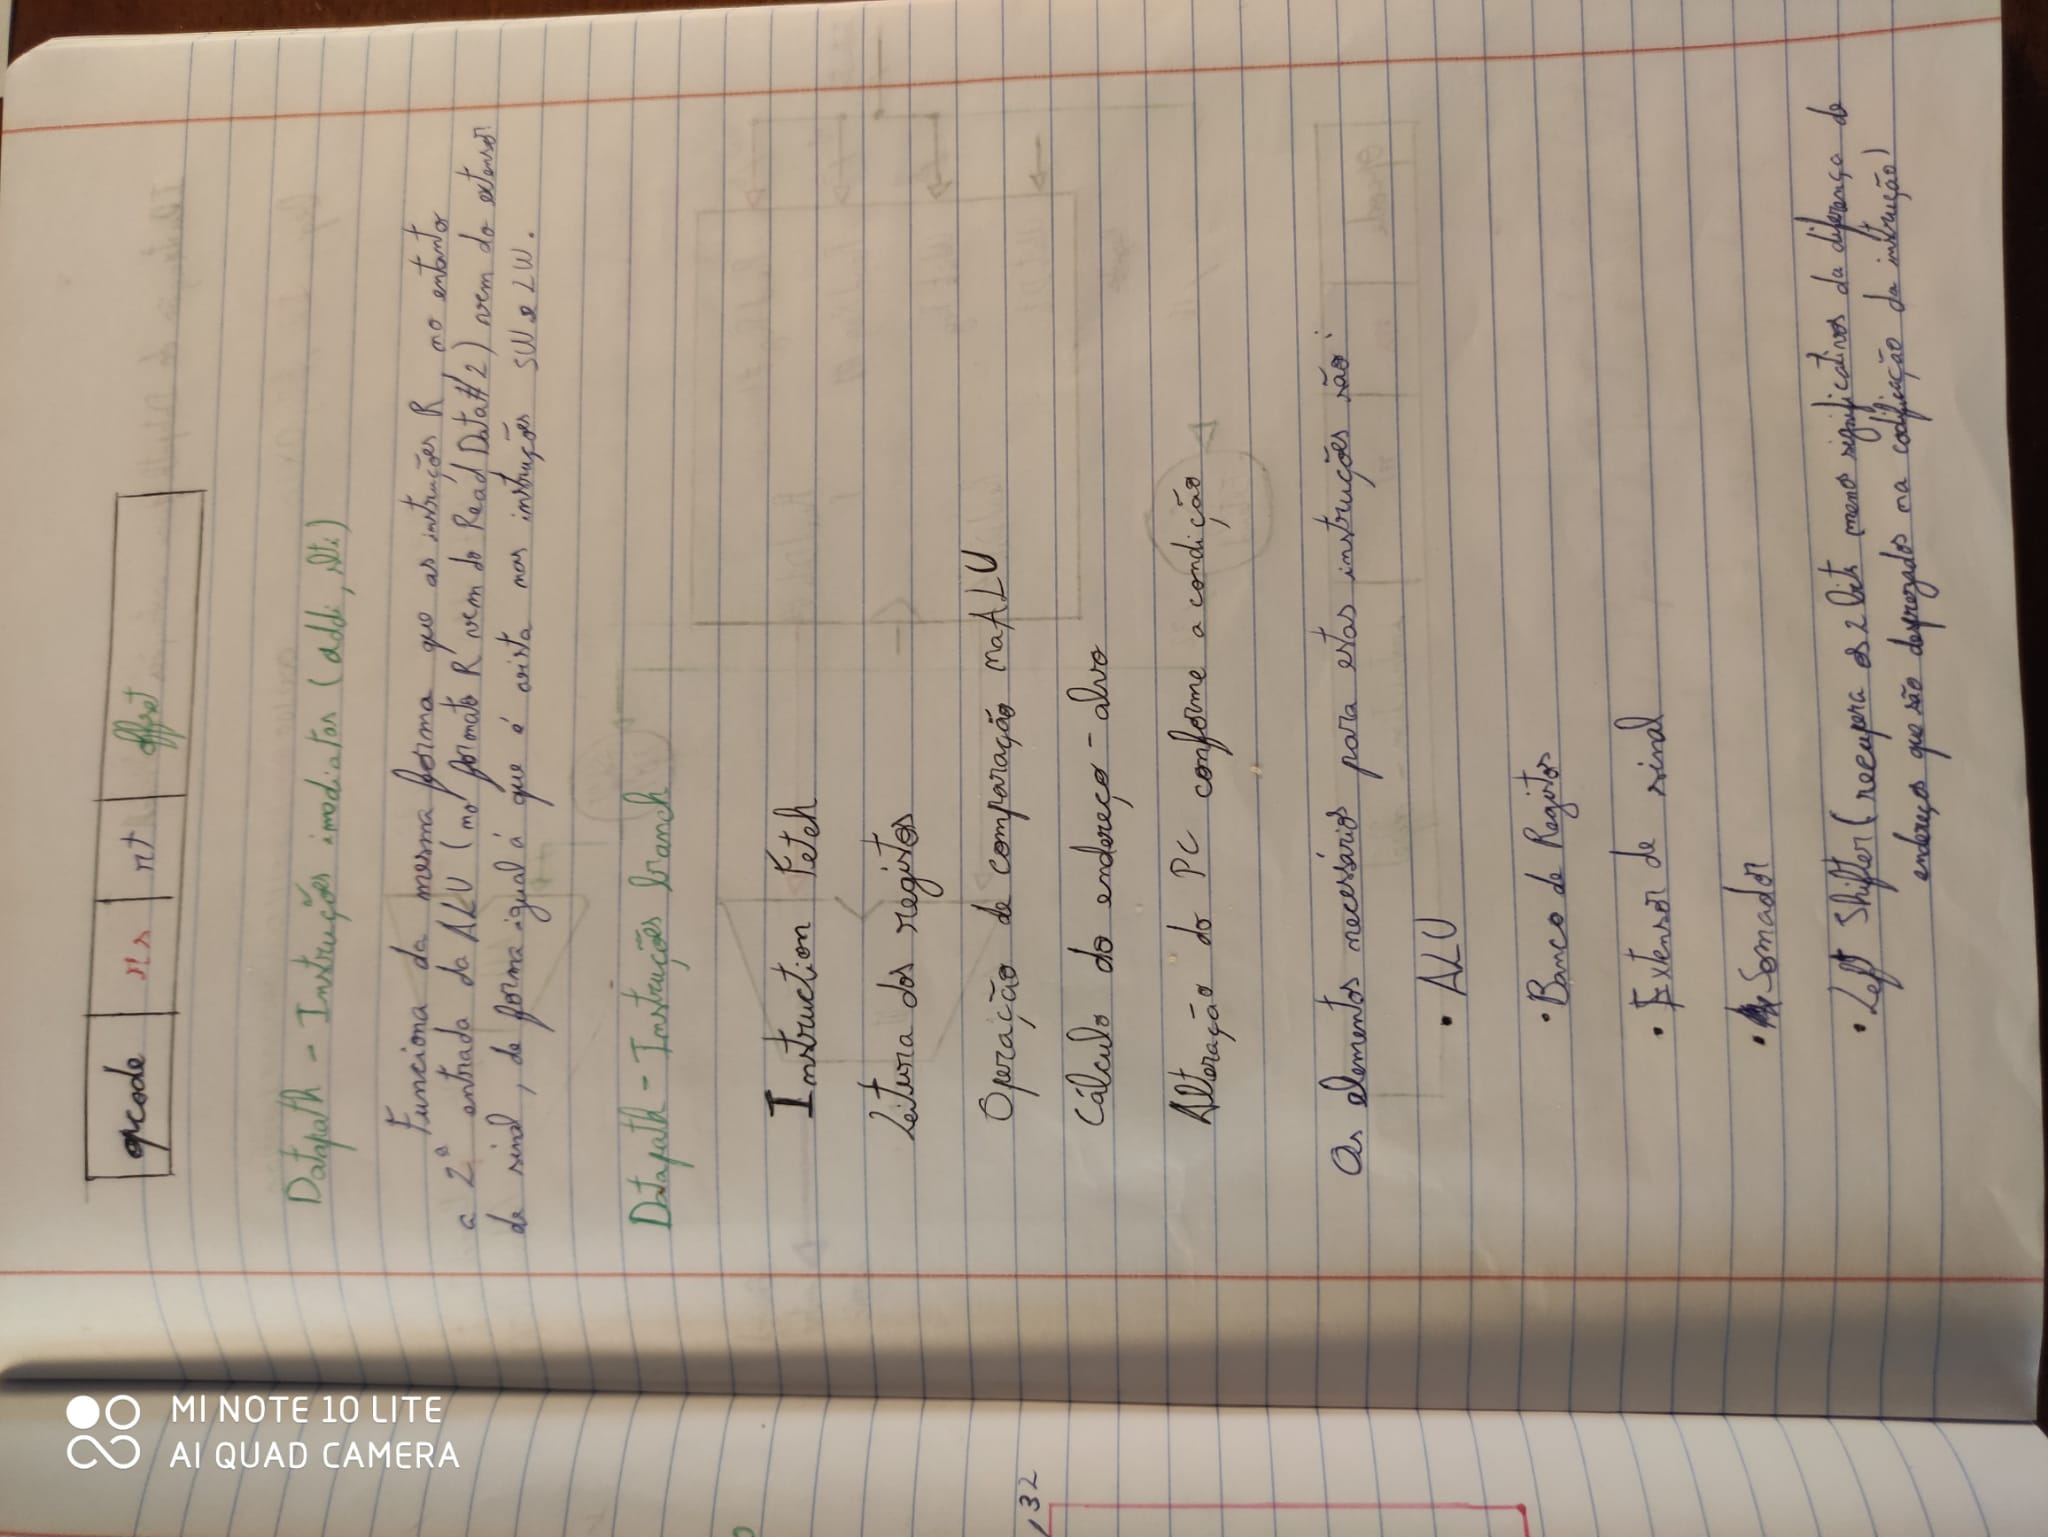 opcode rs rt offset
Datapath - Instruções imediatas (addi, slti)
Funciona da mesma forma que as instruções R, no entanto
a 2ª entrada da ALU (no formato R vem do Read Data#2) vem do extensor
de sinal, de forma igual á que é vista nas instruções SW e LW.
Datapath - Instruções branch
Instruction Fetch
Leitura dos registos
Operação de comparação na ALU
Cálculo do endereço-alvo
Alteração do PC conforme a condição
Os elementos necessários para estas instruções são:
• ALU
• Banco de Registos
• Extensor de sinal
• Somador
• Left Shifter (recupera os 2 bits menos significativos da diferença de
endereços que são desprezados na codificação da instrução)
, 32
MI NOTE 10 LITE
AI QUAD CAMERA